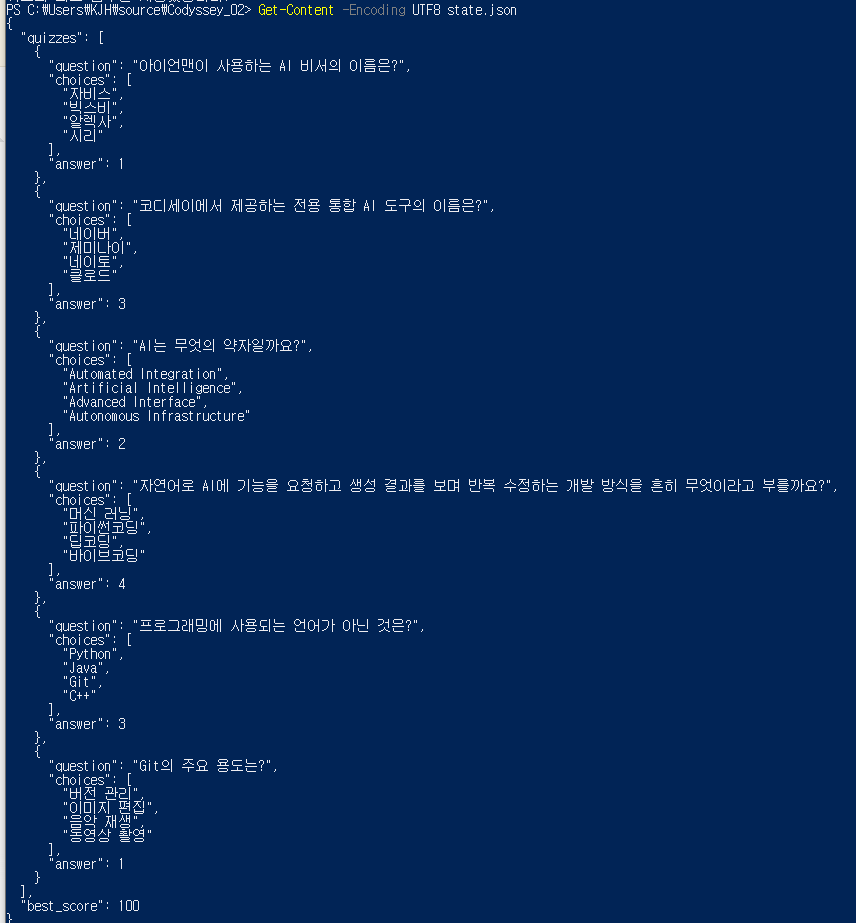 PS C:\Users\KJH\source\Codyssey_02> Get-Content -Encoding UTF8 state.json
{
  "quizzes": [
    {
      "question": "아이언맨이 사용하는 AI 비서의 이름은?",
      "choices": [
        "자비스",
        "빅스비",
        "알렉사",
        "시리"
      ],
      "answer": 1
    },
    {
      "question": "코디세이에서 제공하는 전용 통합 AI 도구의 이름은?",
      "choices": [
        "네이버",
        "제미나이",
        "네이토",
        "클로드"
      ],
      "answer": 3
    },
    {
      "question": "AI는 무엇의 약자일까요?",
      "choices": [
        "Automated Integration",
        "Artificial Intelligence",
        "Advanced Interface",
        "Autonomous Infrastructure"
      ],
      "answer": 2
    },
    {
      "question": "자연어로 AI에 기능을 요청하고 생성 결과를 보며 반복 수정하는 개발 방식을 흔히 무엇이라고 부를까요?",
      "choices": [
        "머신 러닝",
        "파이썬코딩",
        "딥코딩",
        "바이브코딩"
      ],
      "answer": 4
    },
    {
      "question": "프로그래밍에 사용되는 언어가 아닌 것은?",
      "choices": [
        "Python",
        "Java",
        "Git",
        "C++"
      ],
      "answer": 3
    },
    {
      "question": "Git의 주요 용도는?",
      "choices": [
        "버전 관리",
        "이미지 편집",
        "음악 재생",
        "동영상 촬영"
      ],
      "answer": 1
    }
  ],
  "best_score": 100
}